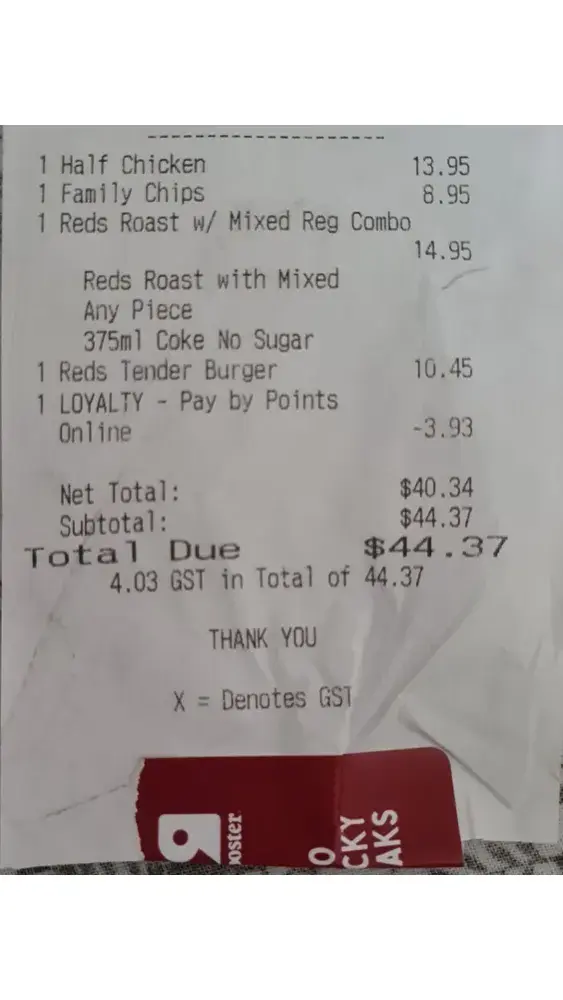 --------------------
1 Half Chicken 13.95
1 Family Chips 8.95
1 Reds Roast w/ Mixed Reg Combo
14.95
Reds Roast with Mixed
Any Piece
375ml Coke No Sugar
1 Reds Tender Burger 10.45
1 LOYALTY - Pay by Points
Online -3.93
Net Total: $40.34
Subtotal: $44.37
Total Due $44.37
4.03 GST in Total of 44.37
THANK YOU
X = Denotes GST
ooster
O
CKY
AKS